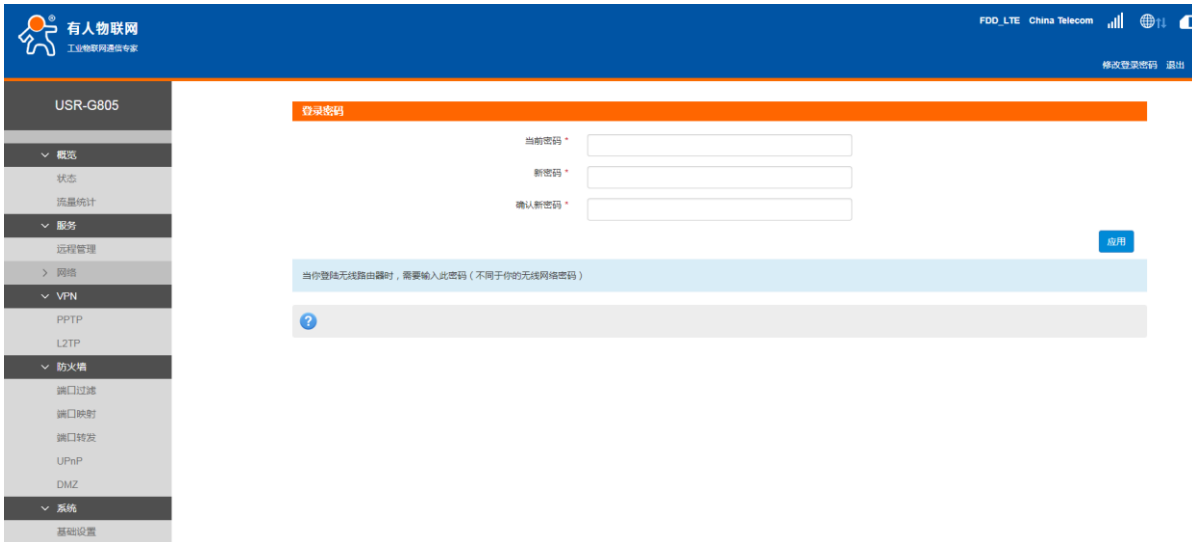 有人物联网
工业物联网通信专家
FDD_LTE China Telecom
修改登录密码 退出
USR-G805
概览
状态
流量统计
服务
远程管理
网络
VPN
PPTP
L2TP
防火墙
端口过滤
端口映射
端口转发
UPnP
DMZ
系统
基础设置
登录密码
当前密码 *
新密码 *
确认新密码 *
应用
当你登陆无线路由器时，需要输入此密码（不同于你的无线网络密码）
?